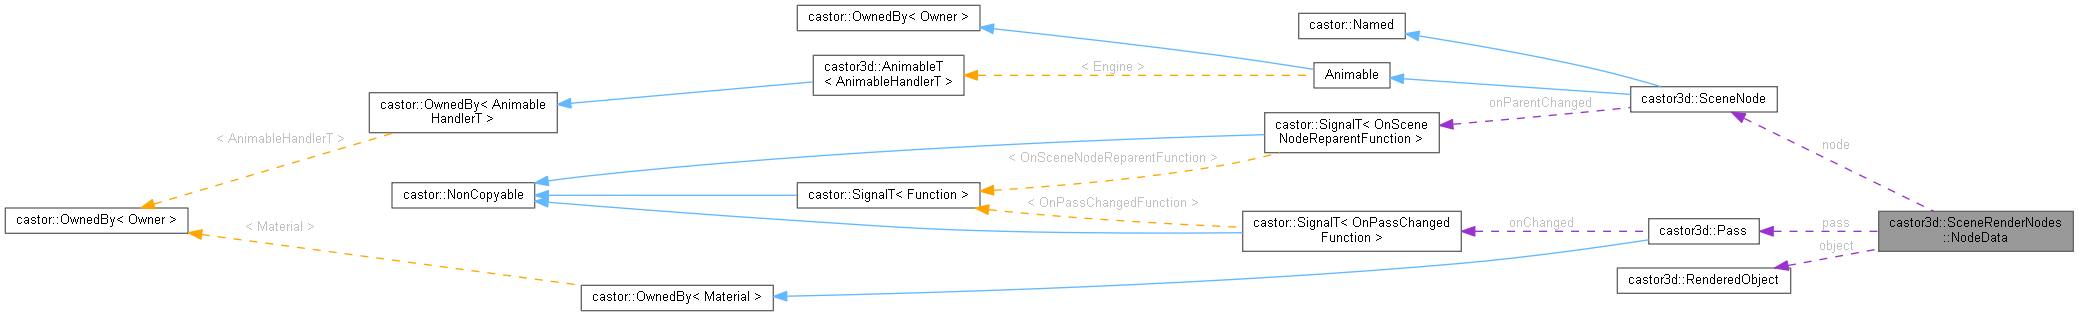 castor::OwnedBy< Owner >
castor::Named
castor3d::AnimableT
< AnimableHandlerT >
< Engine >
Animable
castor::OwnedBy< Animable
HandlerT >
castor3d::SceneNode
onParentChanged
castor::SignalT< OnScene
NodeReparentFunction >
< AnimableHandlerT >
node
< OnSceneNodeReparentFunction >
castor::NonCopyable
castor::SignalT< Function >
< OnPassChangedFunction >
castor::OwnedBy< Owner >
< Material >
castor::SignalT< OnPassChanged
Function >
onChanged
castor3d::Pass
pass
castor3d::SceneRenderNodes
::NodeData
object
castor3d::RenderedObject
castor::OwnedBy< Material >